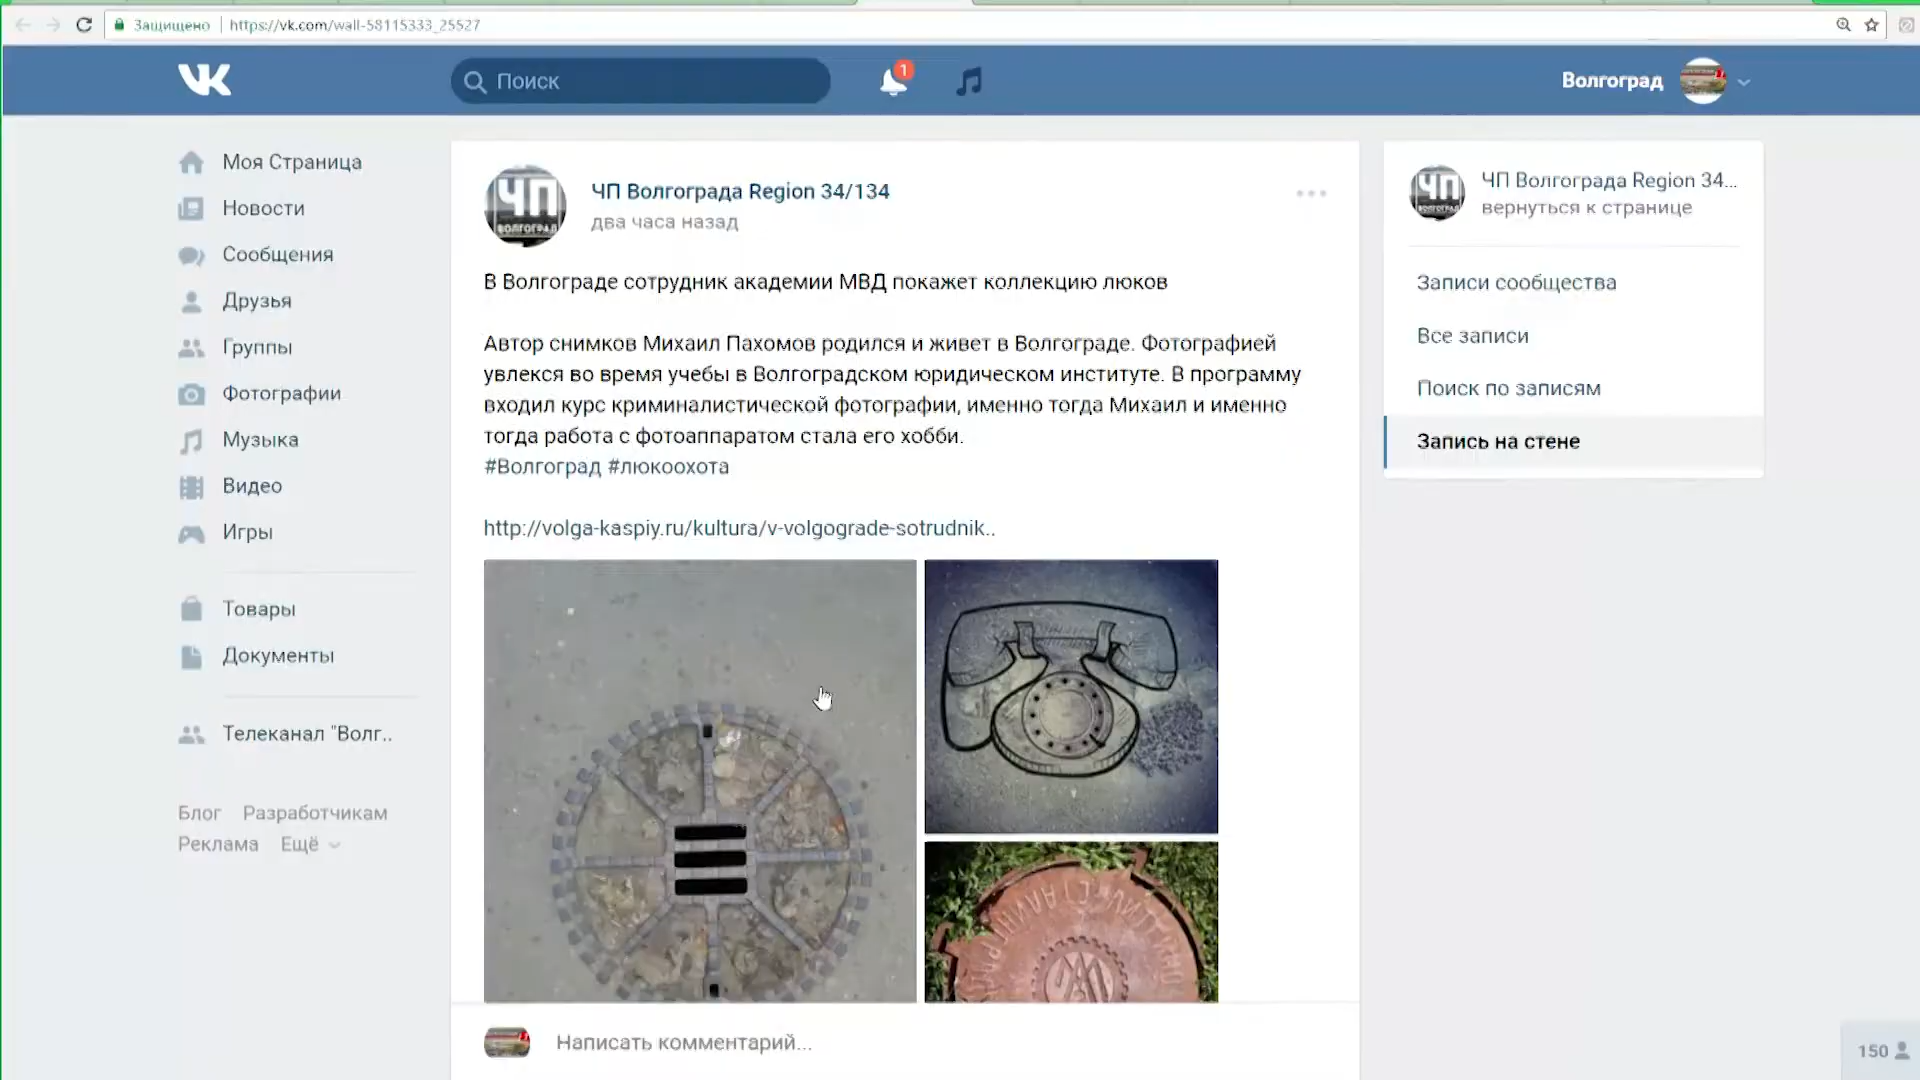 Защищено
https://vk.com/wall-58115333_25527
VK
Поиск
1
Волгоград
Моя Страница
Новости
Сообщения
Друзья
Группы
Фотографии
Музыка
Видео
Игры
Товары
Документы
Телеканал "Волг..
Блог Разработчикам
Реклама Ещё
ЧП
ВОЛГОГРАД
ЧП Волгограда Region 34/134
два часа назад
В Волгограде сотрудник академии МВД покажет коллекцию люков
Автор снимков Михаил Пахомов родился и живет в Волгограде. Фотографией
увлекся во время учебы в Волгоградском юридическом институте. В программу
входил курс криминалистической фотографии, именно тогда Михаил и именно
тогда работа с фотоаппаратом стала его хобби.
#Волгоград #люкоохота
http://volga-kaspiy.ru/kultura/v-volgograde-sotrudnik..
Написать комментарий...
ЧП
ЧП Волгограда Region 34...
вернуться к странице
Записи сообщества
Все записи
Поиск по записям
Запись на стене
150